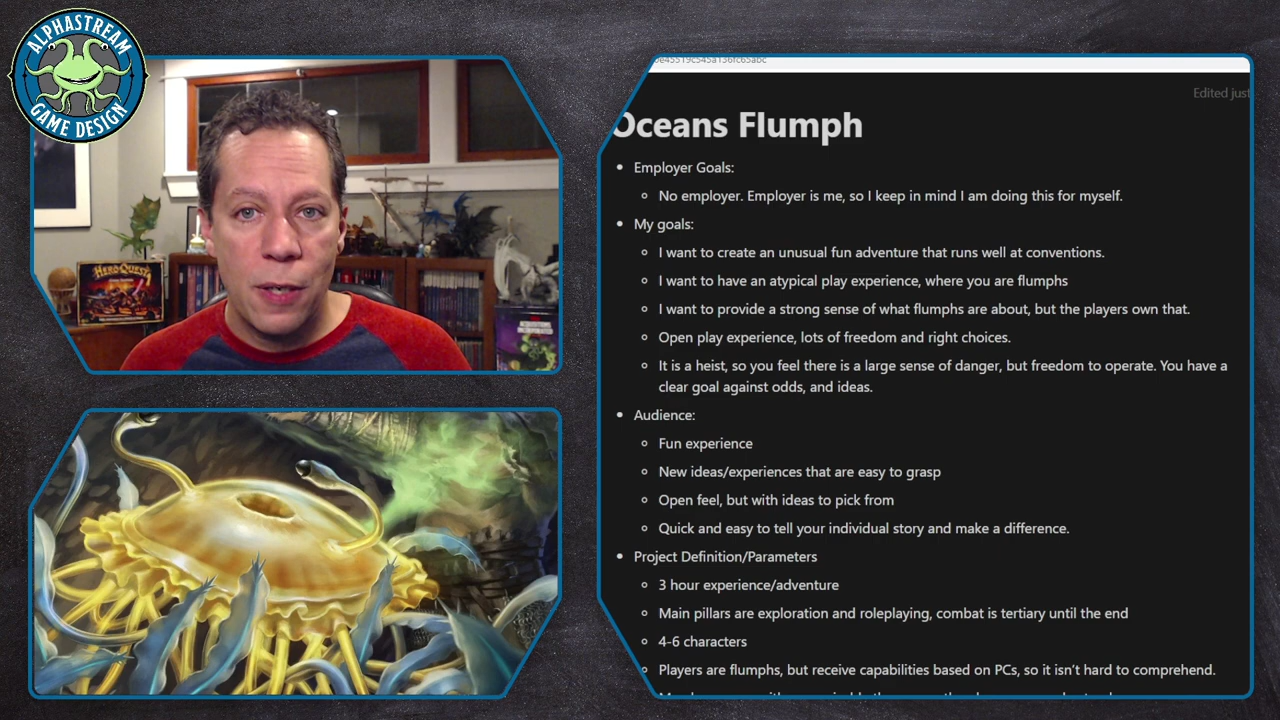 ALPHASTREAM
GAME DESIGN
HEROQUEST
ACQUISITIONS
INCORPORATED
Edited just
Oceans Flumph
Employer Goals:
No employer. Employer is me, so I keep in mind I am doing this for myself.
My goals:
I want to create an unusual fun adventure that runs well at conventions.
I want to have an atypical play experience, where you are flumphs
I want to provide a strong sense of what flumphs are about, but the players own that.
Open play experience, lots of freedom and right choices.
It is a heist, so you feel there is a large sense of danger, but freedom to operate. You have a
clear goal against odds, and ideas.
Audience:
Fun experience
New ideas/experiences that are easy to grasp
Open feel, but with ideas to pick from
Quick and easy to tell your individual story and make a difference.
Project Definition/Parameters
3 hour experience/adventure
Main pillars are exploration and roleplaying, combat is tertiary until the end
4-6 characters
Players are flumphs, but receive capabilities based on PCs, so it isn't hard to comprehend.